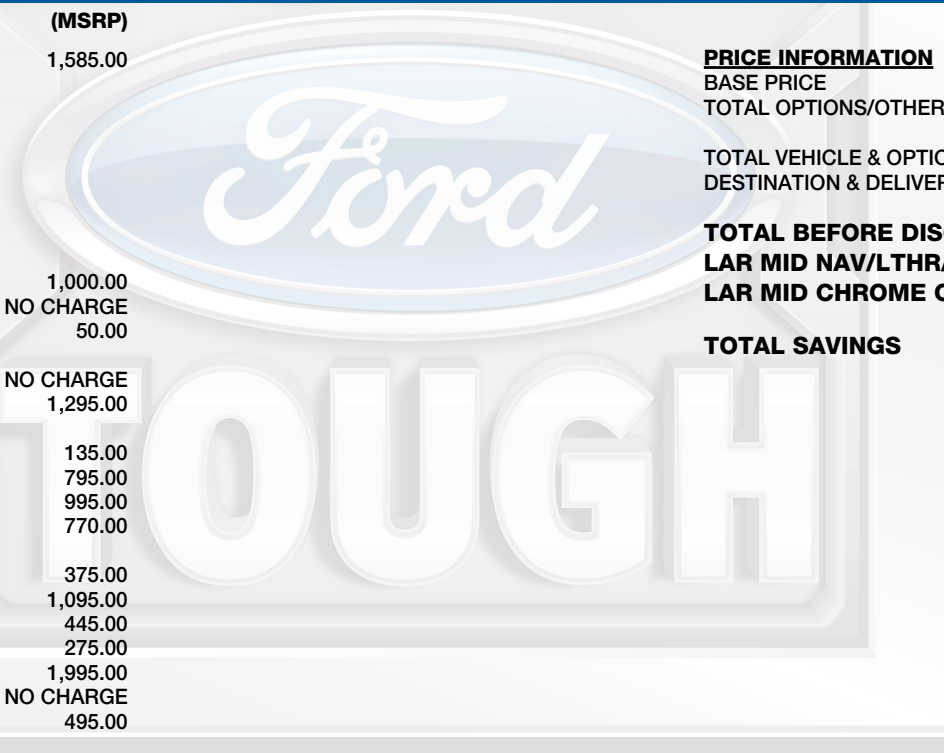 (MSRP)
1,585.00
1,000.00
NO CHARGE
50.00
NO CHARGE
1,295.00
135.00
795.00
995.00
770.00
375.00
1,095.00
445.00
275.00
1,995.00
NO CHARGE
495.00
Ford
TOUGH
PRICE INFORMATION
BASE PRICE
TOTAL OPTIONS/OTHER
TOTAL VEHICLE & OPTIO
DESTINATION & DELIVER
TOTAL BEFORE DISC
LAR MID NAV/LTHR/
LAR MID CHROME C
TOTAL SAVINGS